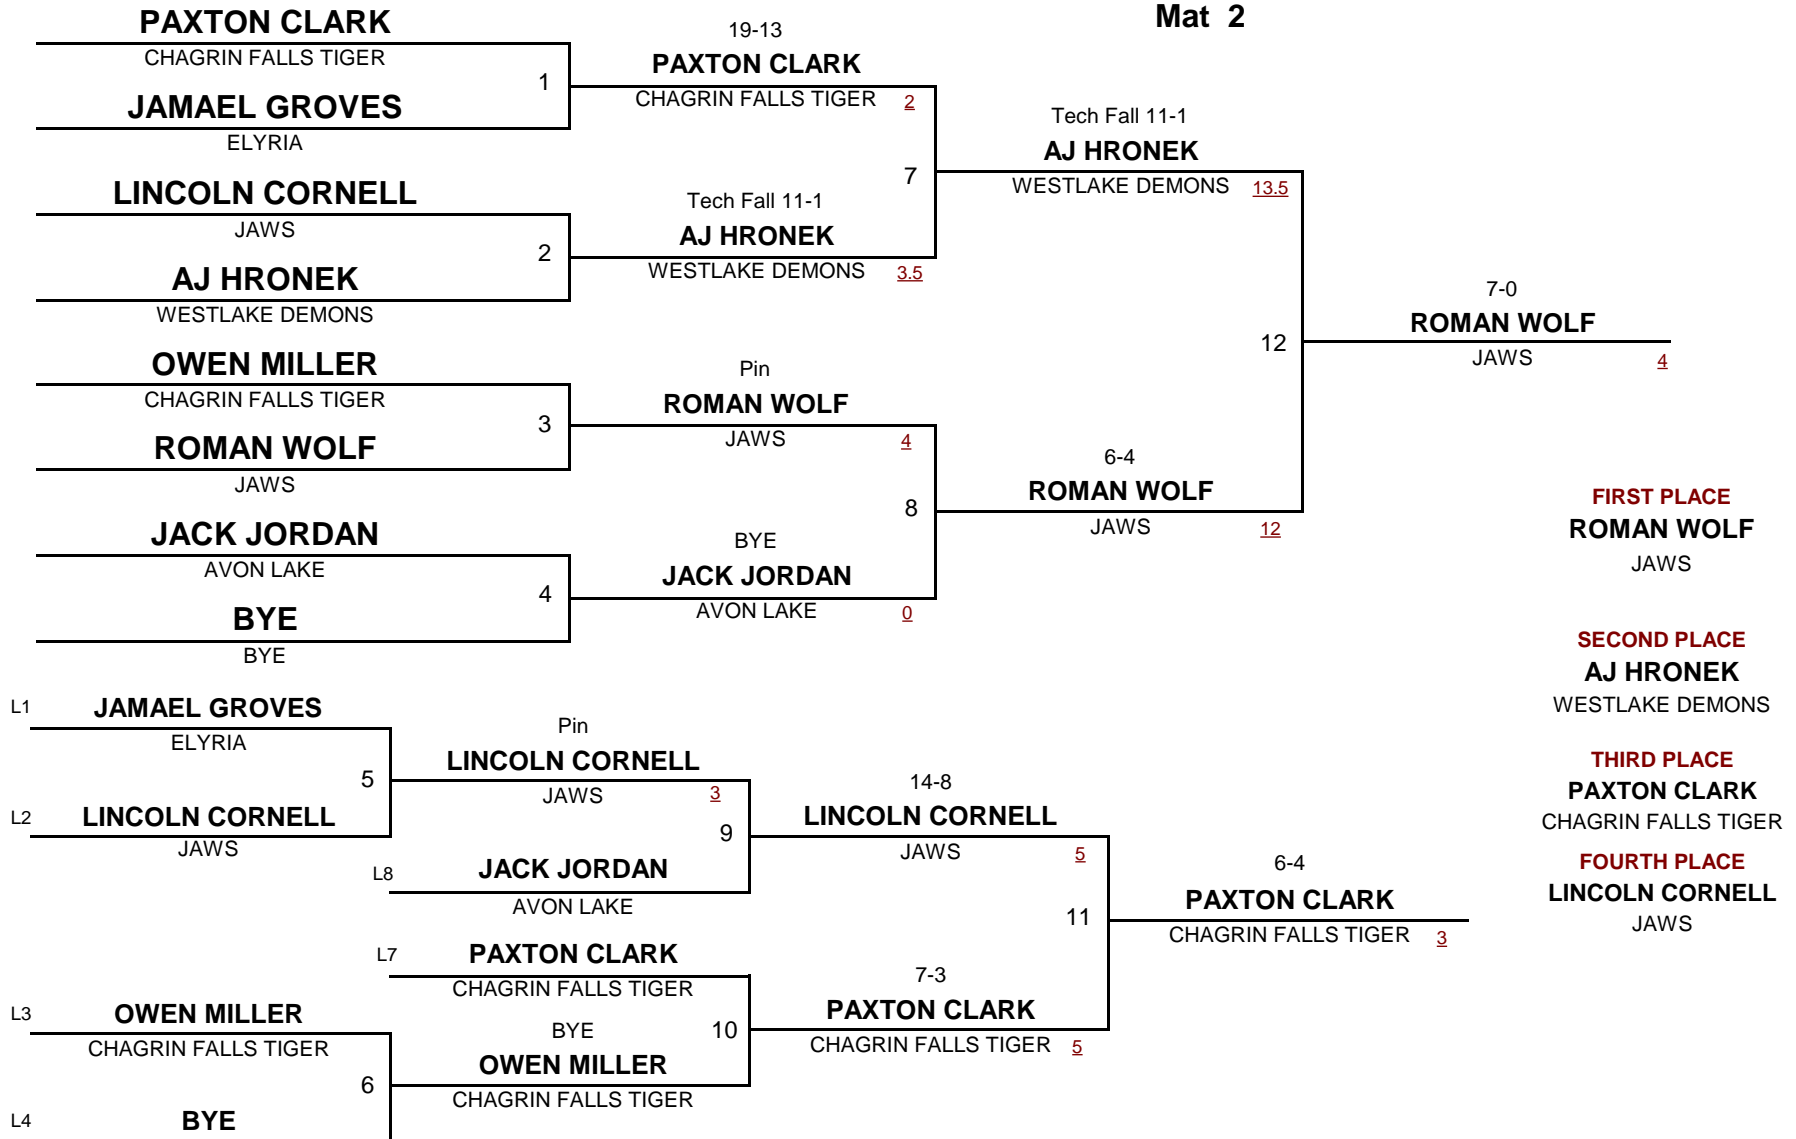 Mat 2
PAXTON CLARK
CHAGRIN FALLS TIGER
1
JAMAEL GROVES
ELYRIA
LINCOLN CORNELL
JAWS
2
AJ HRONEK
WESTLAKE DEMONS
OWEN MILLER
CHAGRIN FALLS TIGER
3
ROMAN WOLF
JAWS
JACK JORDAN
AVON LAKE
4
BYE
BYE
19-13
PAXTON CLARK
CHAGRIN FALLS TIGER 2
7
Tech Fall 11-1
AJ HRONEK
WESTLAKE DEMONS 3.5
Pin
ROMAN WOLF
JAWS 4
8
BYE
JACK JORDAN
AVON LAKE 0
Tech Fall 11-1
AJ HRONEK
WESTLAKE DEMONS 13.5
12
6-4
ROMAN WOLF
JAWS 12
7-0
ROMAN WOLF
JAWS 4
FIRST PLACE
ROMAN WOLF
JAWS
SECOND PLACE
AJ HRONEK
WESTLAKE DEMONS
THIRD PLACE
PAXTON CLARK
CHAGRIN FALLS TIGER
FOURTH PLACE
LINCOLN CORNELL
JAWS
L1 JAMAEL GROVES
ELYRIA
5
L2 LINCOLN CORNELL
JAWS
L3 OWEN MILLER
CHAGRIN FALLS TIGER
6
L4 BYE
Pin
LINCOLN CORNELL
JAWS 3
9
L8 JACK JORDAN
AVON LAKE
L7 PAXTON CLARK
CHAGRIN FALLS TIGER
BYE 10
OWEN MILLER
CHAGRIN FALLS TIGER
14-8
LINCOLN CORNELL
JAWS 5
11
7-3
PAXTON CLARK
CHAGRIN FALLS TIGER 5
6-4
PAXTON CLARK
CHAGRIN FALLS TIGER 3